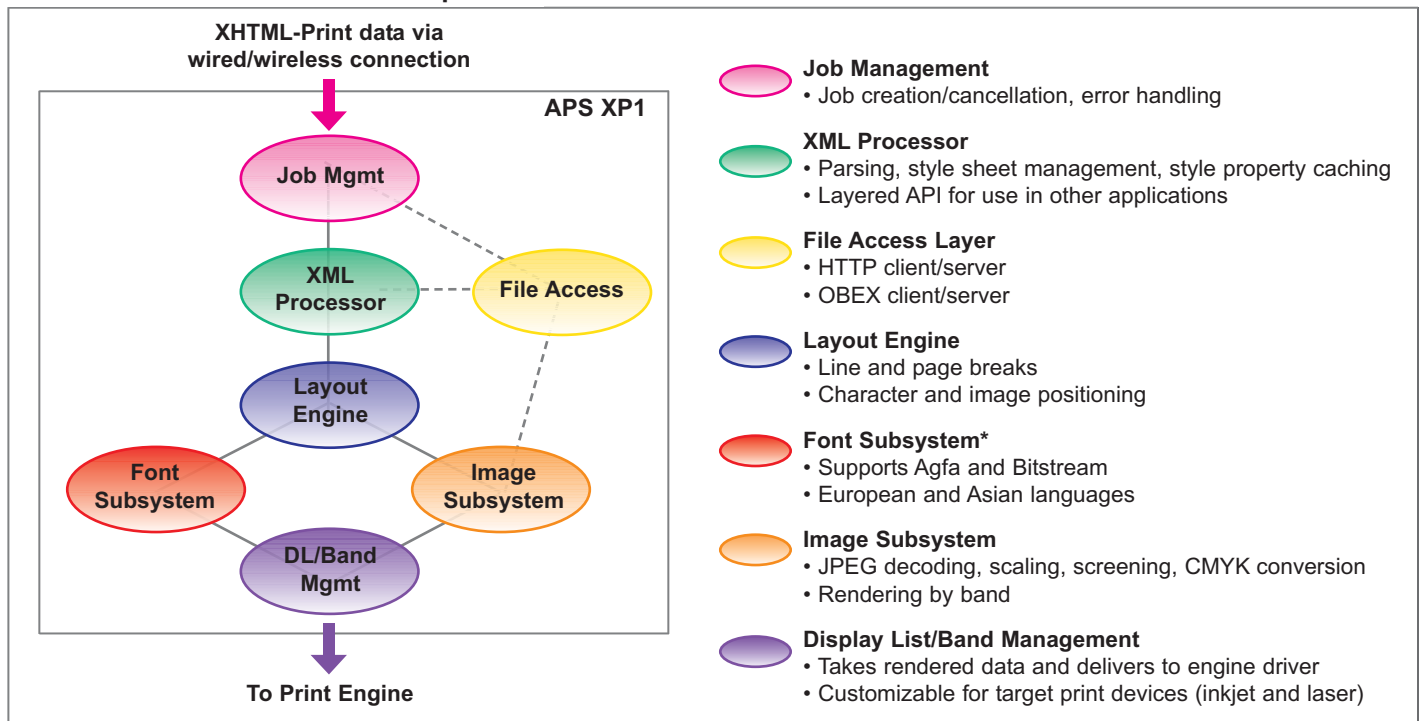 XHTML-Print data via
wired/wireless connection
APS XP1
Job Mgmt
XML
Processor
File Access
Layout
Engine
Font
Subsystem
Image
Subsystem
DL/Band
Mgmt
To Print Engine
Job Management
• Job creation/cancellation, error handling
XML Processor
• Parsing, style sheet management, style property caching
• Layered API for use in other applications
File Access Layer
• HTTP client/server
• OBEX client/server
Layout Engine
• Line and page breaks
• Character and image positioning
Font Subsystem*
• Supports Agfa and Bitstream
• European and Asian languages
Image Subsystem
• JPEG decoding, scaling, screening, CMYK conversion
• Rendering by band
Display List/Band Management
• Takes rendered data and delivers to engine driver
• Customizable for target print devices (inkjet and laser)